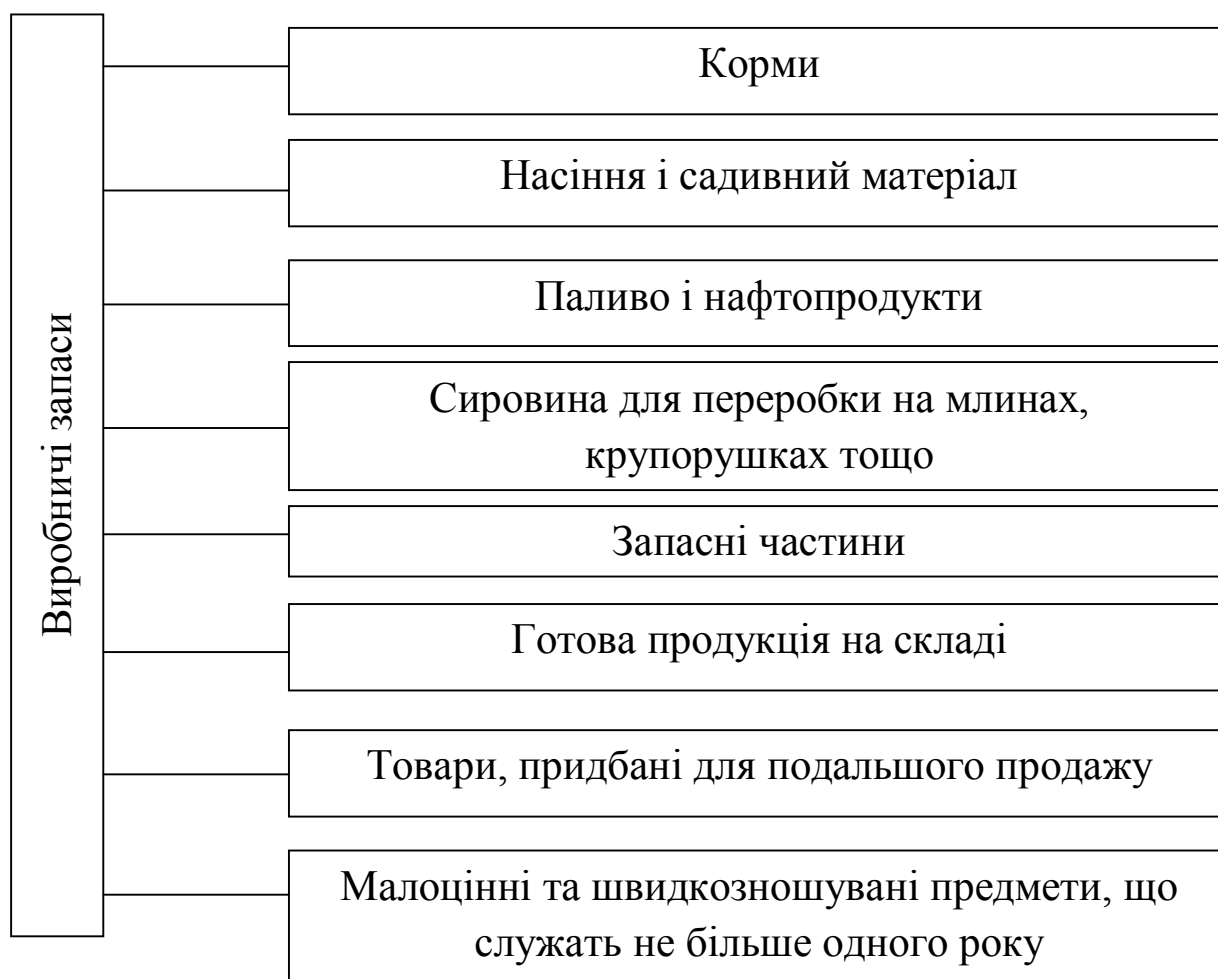 Виробничі запаси
Корми
Насіння і садивний матеріал
Паливо і нафтопродукти
Сировина для переробки на млинах,
крупорушках тощо
Запасні частини
Готова продукція на складі
Товари, придбані для подальшого продажу
Малоцінні та швидкозношувані предмети, що
служать не більше одного року